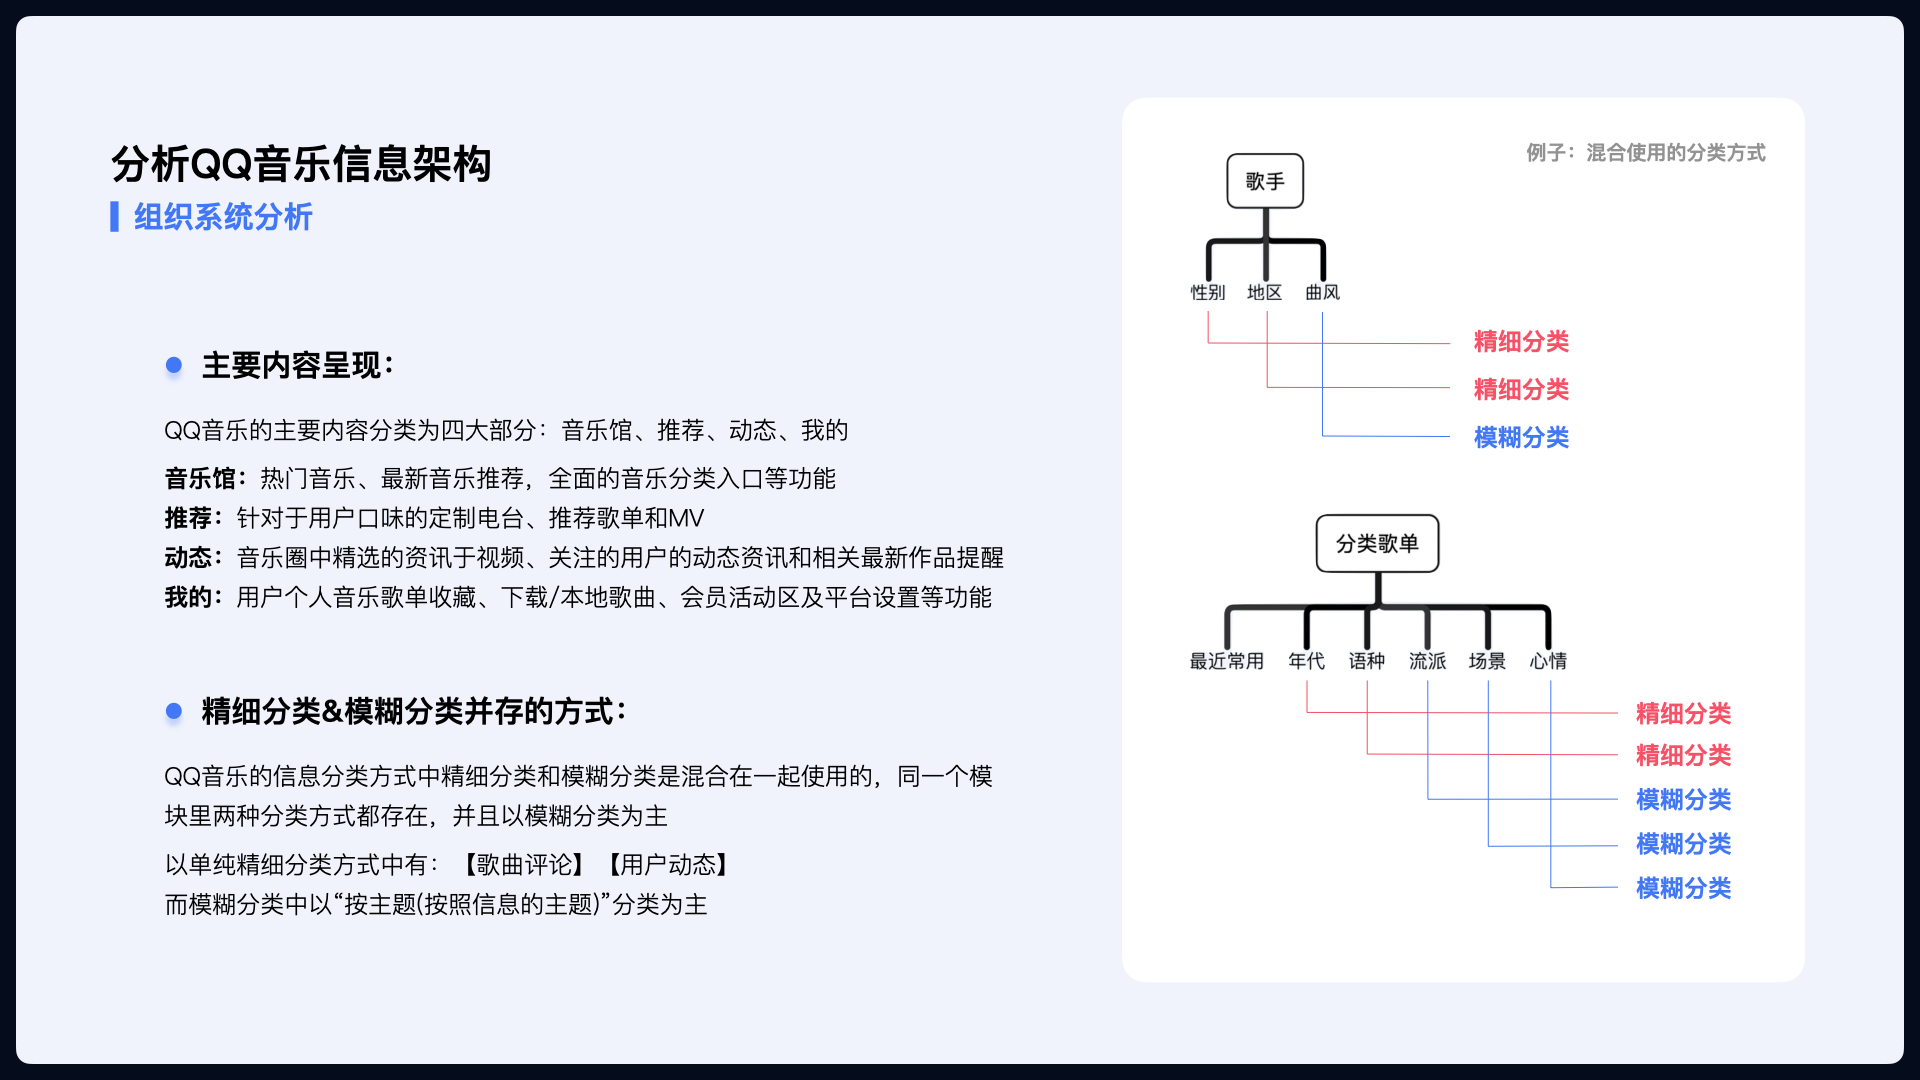 分析QQ音乐信息架构
组织系统分析
主要内容呈现：
QQ音乐的主要内容分类为四大部分：音乐馆、推荐、动态、我的
音乐馆：热门音乐、最新音乐推荐，全面的音乐分类入口等功能
推荐：针对于用户口味的定制电台、推荐歌单和MV
动态：音乐圈中精选的资讯于视频、关注的用户的动态资讯和相关最新作品提醒
我的：用户个人音乐歌单收藏、下载/本地歌曲、会员活动区及平台设置等功能
精细分类&模糊分类并存的方式：
QQ音乐的信息分类方式中精细分类和模糊分类是混合在一起使用的，同一个模
块里两种分类方式都存在，并且以模糊分类为主
以单纯精细分类方式中有：【歌曲评论】【用户动态】
而模糊分类中以“按主题(按照信息的主题)”分类为主
例子：混合使用的分类方式
歌手
性别 地区 曲风
精细分类
精细分类
模糊分类
分类歌单
最近常用 年代 语种 流派 场景 心情
精细分类
精细分类
模糊分类
模糊分类
模糊分类